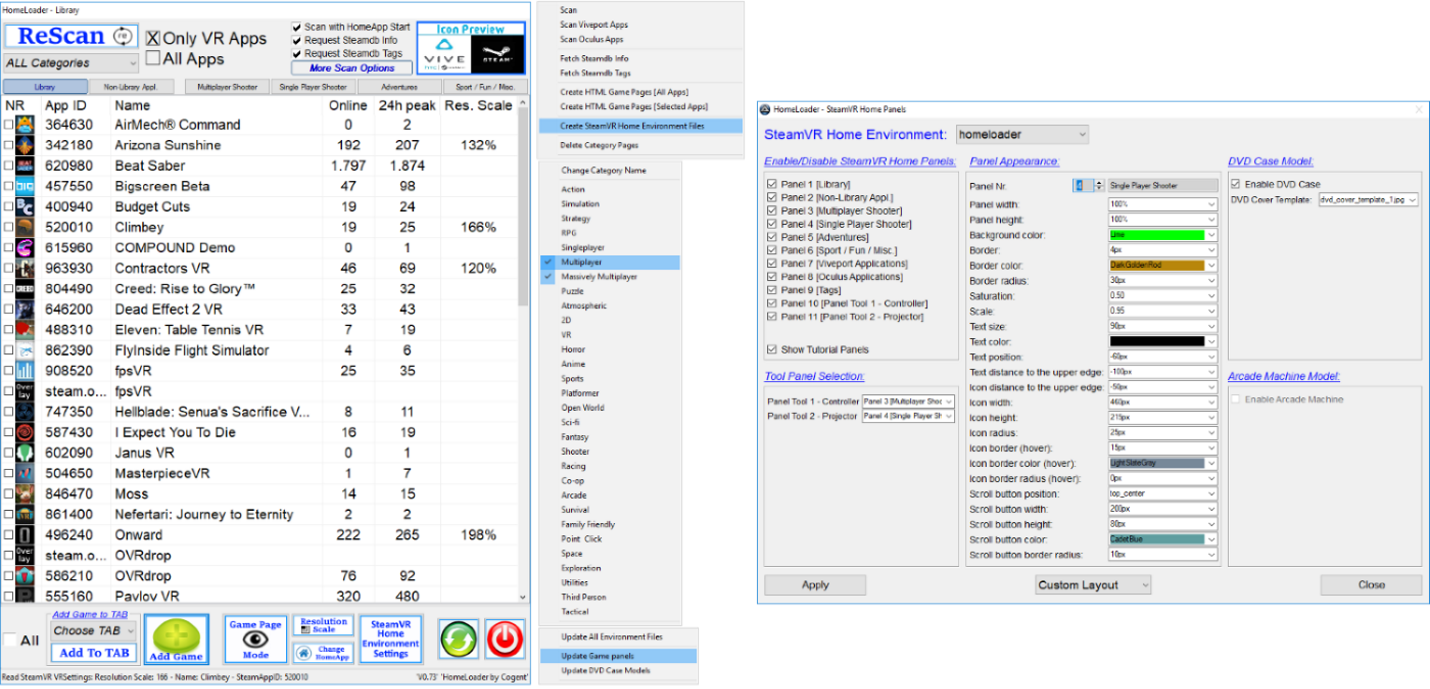 HomeLoader - Library
ReScan
ALL Categories
Only VR Apps
All Apps
Scan with HomeApp Start
Request Steamdb Info
Request Steamdb Tags
More Scan Options
Icon Preview
VIVE
STEAM
Library
Non-Library Appl.
Multiplayer Shooter
Single Player Shooter
Adventures
Sport / Fun / Misc.
NR App ID Name Online 24h peak Res. Scale
364630 AirMech® Command 0 2
342180 Arizona Sunshine 192 207 132%
620980 Beat Saber 1.797 1.874
457550 Bigscreen Beta 47 98
400940 Budget Cuts 19 24
520010 Climbey 19 25 166%
615960 COMPOUND Demo 0 1
963930 Contractors VR 46 69 120%
804490 Creed: Rise to Glory™ 25 32
646200 Dead Effect 2 VR 33 43
488310 Eleven: Table Tennis VR 7 19
862390 FlyInside Flight Simulator 4 6
908520 fpsVR 25 35
steam.o... fpsVR
747350 Hellblade: Senua's Sacrifice V... 8 11
587430 I Expect You To Die 16 19
602090 Janus VR 0 1
504650 MasterpieceVR 1 7
846470 Moss 14 15
861400 Nefertari: Journey to Eternity 2 2
496240 Onward 222 265 198%
steam.o... OVRdrop
586210 OVRdrop 76 92
555160 Pavlov VR 320 480
All
Add Game to TAB
Choose TAB
Add To TAB
Add Game
Game Page
Mode
Resolution
Scale
Change
HomeApp
SteamVR
Home
Environment
Settings
Read SteamVR VRSettings: Resolution Scale: 166 - Name: Climbey - SteamAppID: 520010
'V0.73' 'HomeLoader by Cogent'
Scan
Scan Viveport Apps
Scan Oculus Apps
Fetch Steamdb Info
Fetch Steamdb Tags
Create HTML Game Pages [All Apps]
Create HTML Game Pages [Selected Apps]
Create SteamVR Home Environment Files
Delete Category Pages
Change Category Name
Action
Simulation
Strategy
RPG
Singleplayer
Multiplayer
Massively Multiplayer
Puzzle
Atmospheric
2D
VR
Horror
Anime
Sports
Platformer
Open World
Sci-fi
Fantasy
Shooter
Racing
Co-op
Arcade
Survival
Family Friendly
Point Click
Space
Exploration
Utilities
Third Person
Tactical
Update All Environment Files
Update Game panels
Update DVD Case Models
HomeLoader - SteamVR Home Panels
SteamVR Home Environment: homeloader
Enable/Disable SteamVR Home Panels:
Panel 1 [Library]
Panel 2 [Non-Library Appl.]
Panel 3 [Multiplayer Shooter]
Panel 4 [Single Player Shooter]
Panel 5 [Adventures]
Panel 6 [Sport / Fun / Misc.]
Panel 7 [Viveport Applications]
Panel 8 [Oculus Applications]
Panel 9 [Tags]
Panel 10 [Panel Tool 1 - Controller]
Panel 11 [Panel Tool 2 - Projector]
Show Tutorial Panels
Tool Panel Selection:
Panel Tool 1 - Controller Panel 3 [Multiplayer Shoc
Panel Tool 2 - Projector Panel 4 [Single Player Sh
Panel Appearance:
Panel Nr. 4 Single Player Shooter
Panel width: 100%
Panel height: 100%
Background color: Lime
Border: 4px
Border color: DarkGoldenRod
Border radius: 30px
Saturation: 0.50
Scale: 0.95
Text size: 90px
Text color:
Text position: -60px
Text distance to the upper edge: -100px
Icon distance to the upper edge: -50px
Icon width: 460px
Icon height: 215px
Icon radius: 25px
Icon border (hover): 15px
Icon border color (hover): LightSlateGray
Icon border radius (hover): 0px
Scroll button position: top_center
Scroll button width: 200px
Scroll button height: 80px
Scroll button color: CadetBlue
Scroll button border radius: 10px
DVD Case Model:
Enable DVD Case
DVD Cover Template: dvd_cover_template_1.jpg
Arcade Machine Model:
Enable Arcade Machine
Apply
Custom Layout
Close